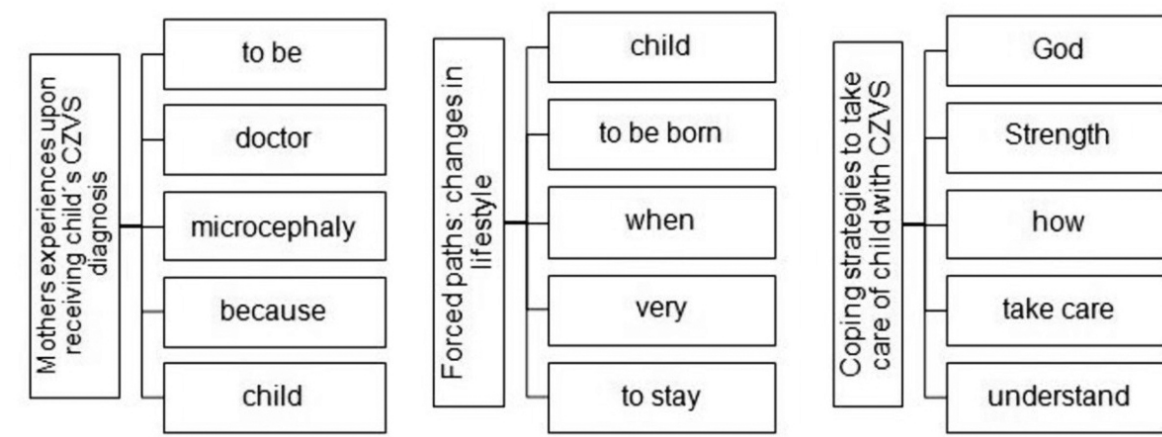 Mothers experiences upon
receiving child´s CZVS
diagnosis
to be
doctor
microcephaly
because
child
Forced paths: changes in
lifestyle
child
to be born
when
very
to stay
Coping strategies to take
care of child with CZVS
God
Strength
how
take care
understand